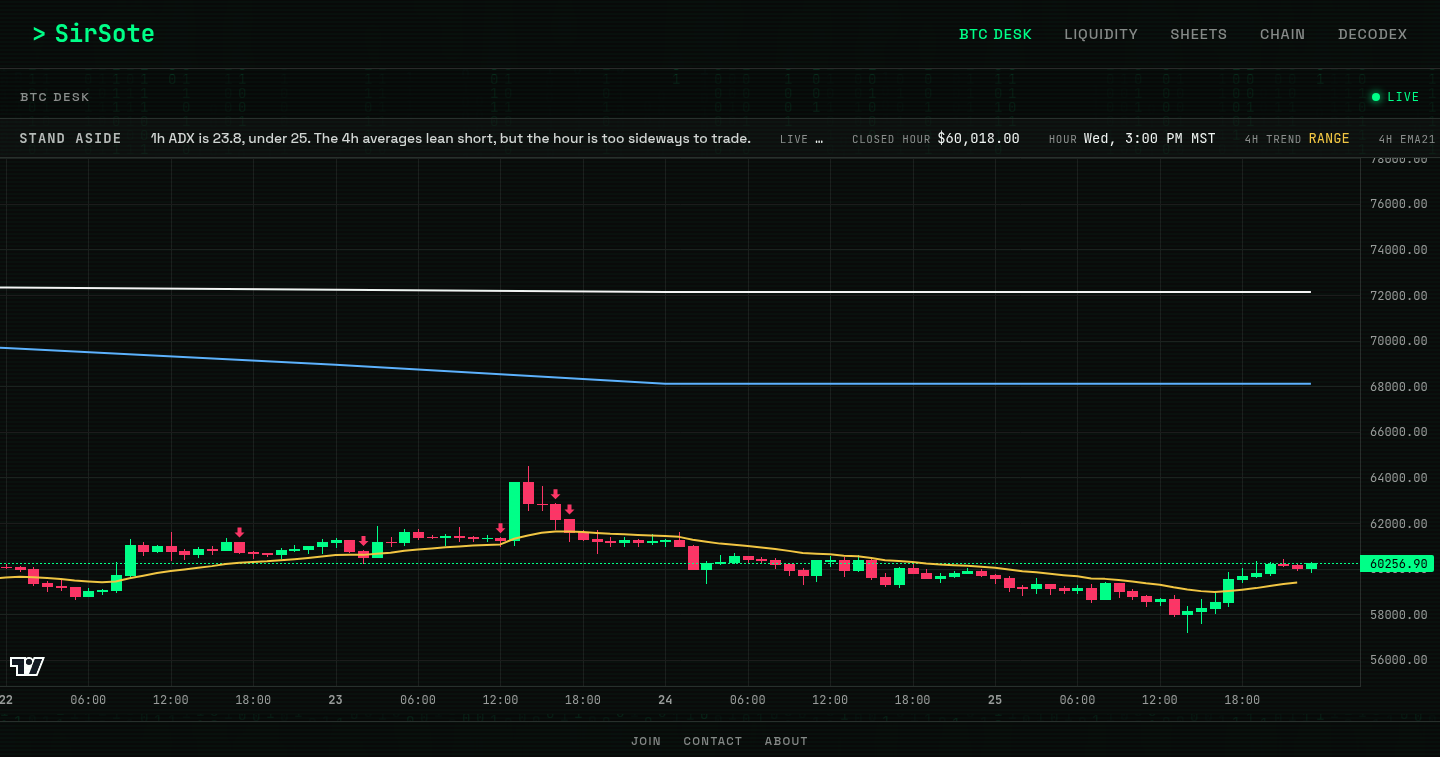 > SirSote
BTC DESK LIQUIDITY SHEETS CHAIN DECODEX
BTC DESK
LIVE
STAND ASIDE 1h ADX is 23.8, under 25. The 4h averages lean short, but the hour is too sideways to trade. LIVE … CLOSED HOUR $60,018.00 HOUR Wed, 3:00 PM MST 4H TREND RANGE 4H EMA21
78000.00
76000.00
74000.00
72000.00
70000.00
68000.00
66000.00
64000.00
62000.00
60256.90
58000.00
56000.00
22 06:00 12:00 18:00 23 06:00 12:00 18:00 24 06:00 12:00 18:00 25 06:00 12:00 18:00
JOIN CONTACT ABOUT